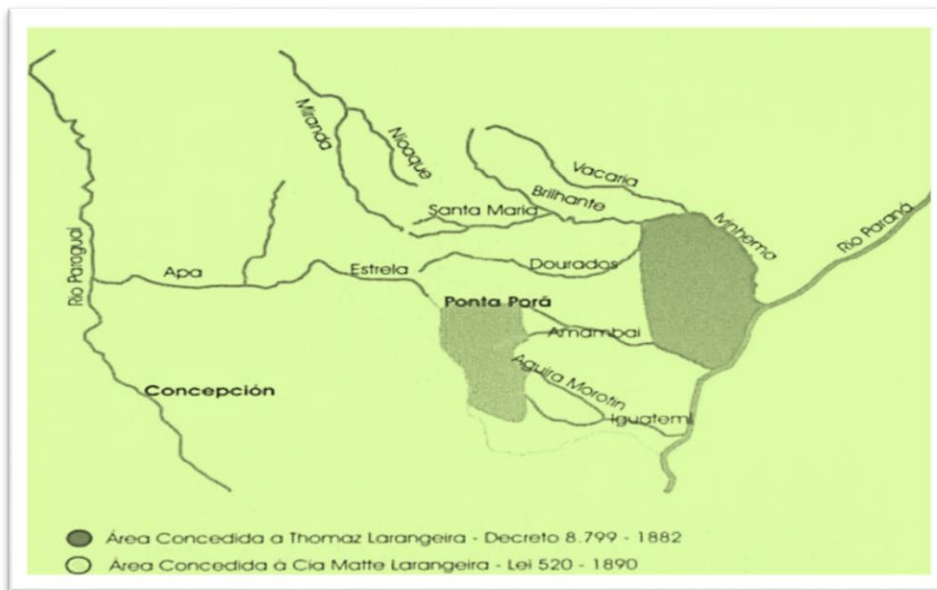 Miranda
Nioaque
Vacaria
Brilhante
Santa Maria
Ivinhema
Rio Paraná
Rio Paraguai
Apa
Estrela
Dourados
Ponta Porá
Amambai
Aguira Morotin
Concepción
Iguatemi
Área Concedida a Thomaz Larangeira - Decreto 8.799 - 1882
Área Concedida à Cia Matte Larangeira - Lei 520 - 1890